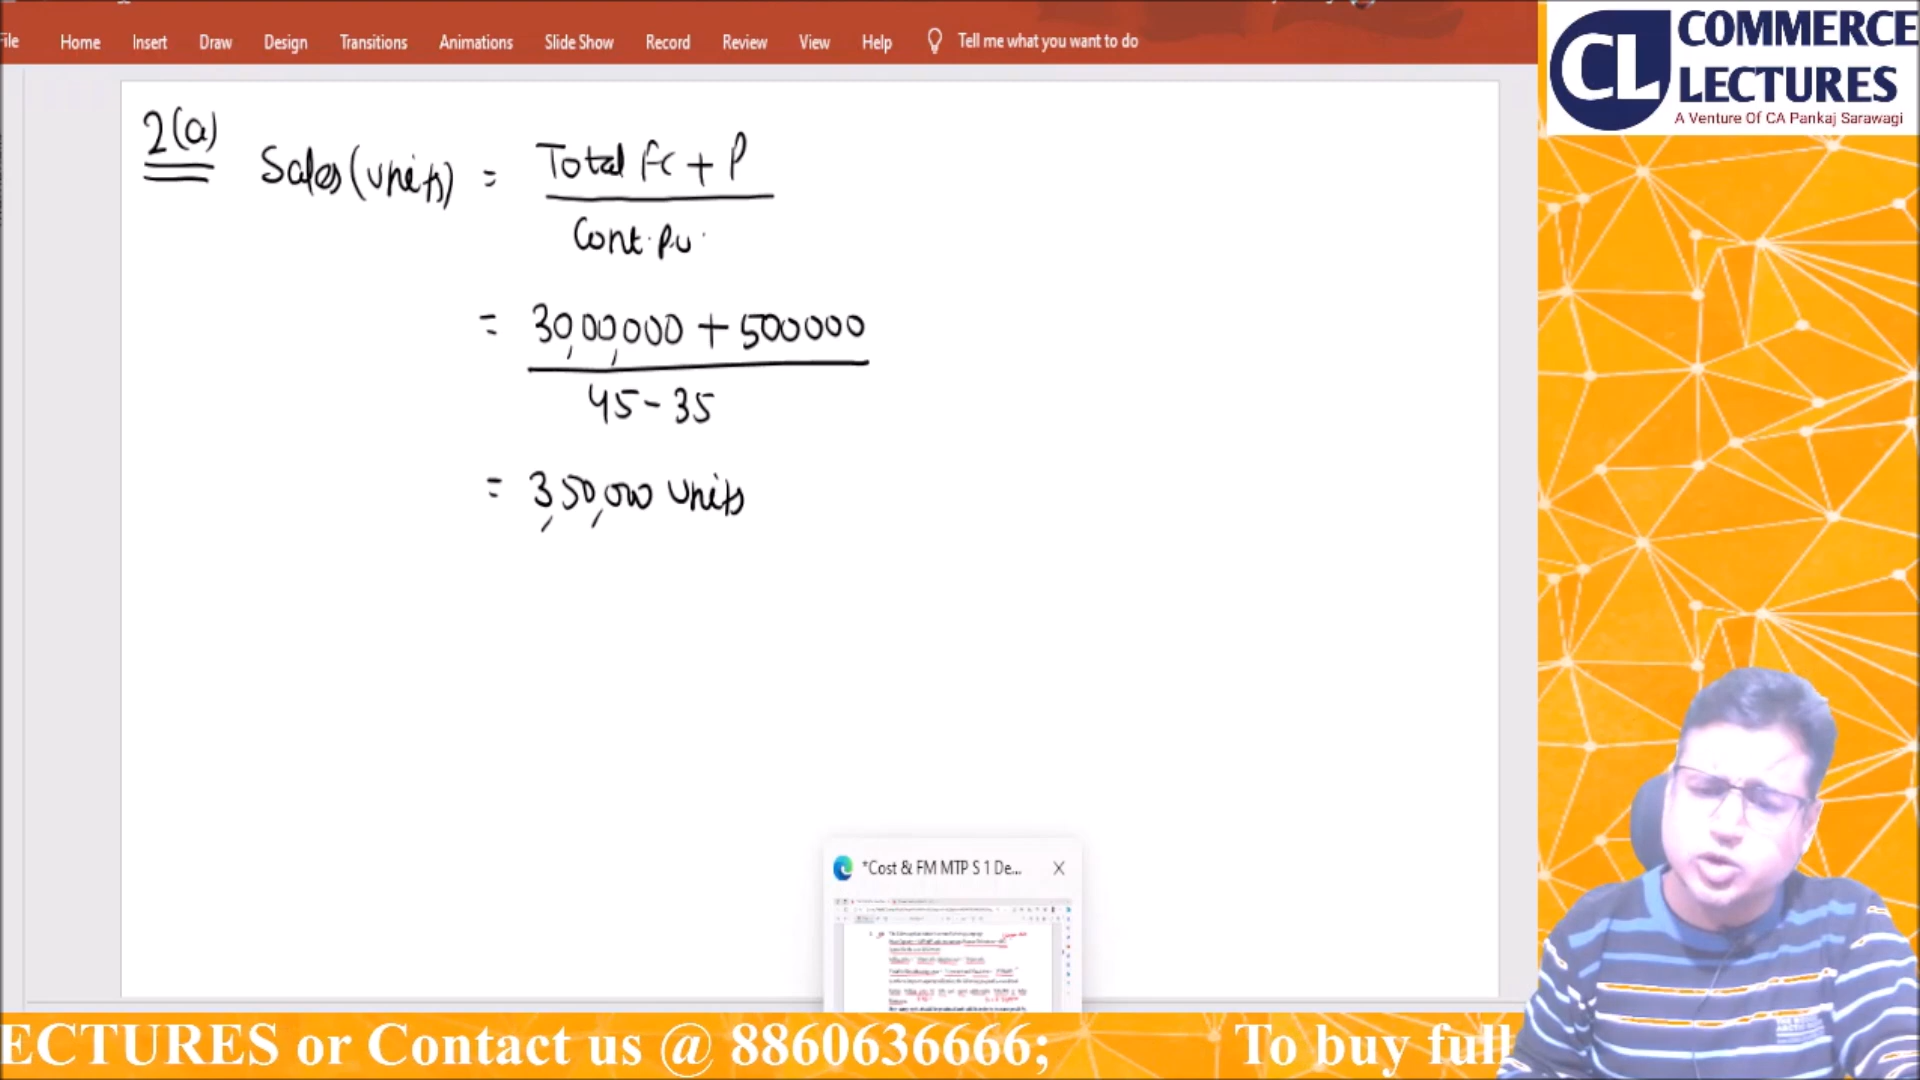 File Home Insert Draw Design Transitions Animations Slide Show Record Review View Help Tell me what you want to do
CL COMMERCE
LECTURES
A Venture Of CA Pankaj Sarawagi
2(a)
Sales (units) = Total FC + P
Cont. p.u.
= 30,00,000 + 500000
45 - 35
= 3,50,000 units
*Cost & FM MTP S 1 De...
ECTURES or Contact us @ 8860636666; To buy full